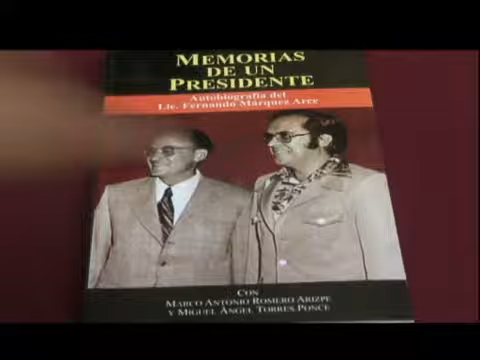 MEMORIAS
DE UN
PRESIDENTE
Autobiografía del
Lic. Fernando Márquez Arce
CON
MARCO ANTONIO ROMERO ARIZPE
Y MIGUEL ÁNGEL TORRES PONCE